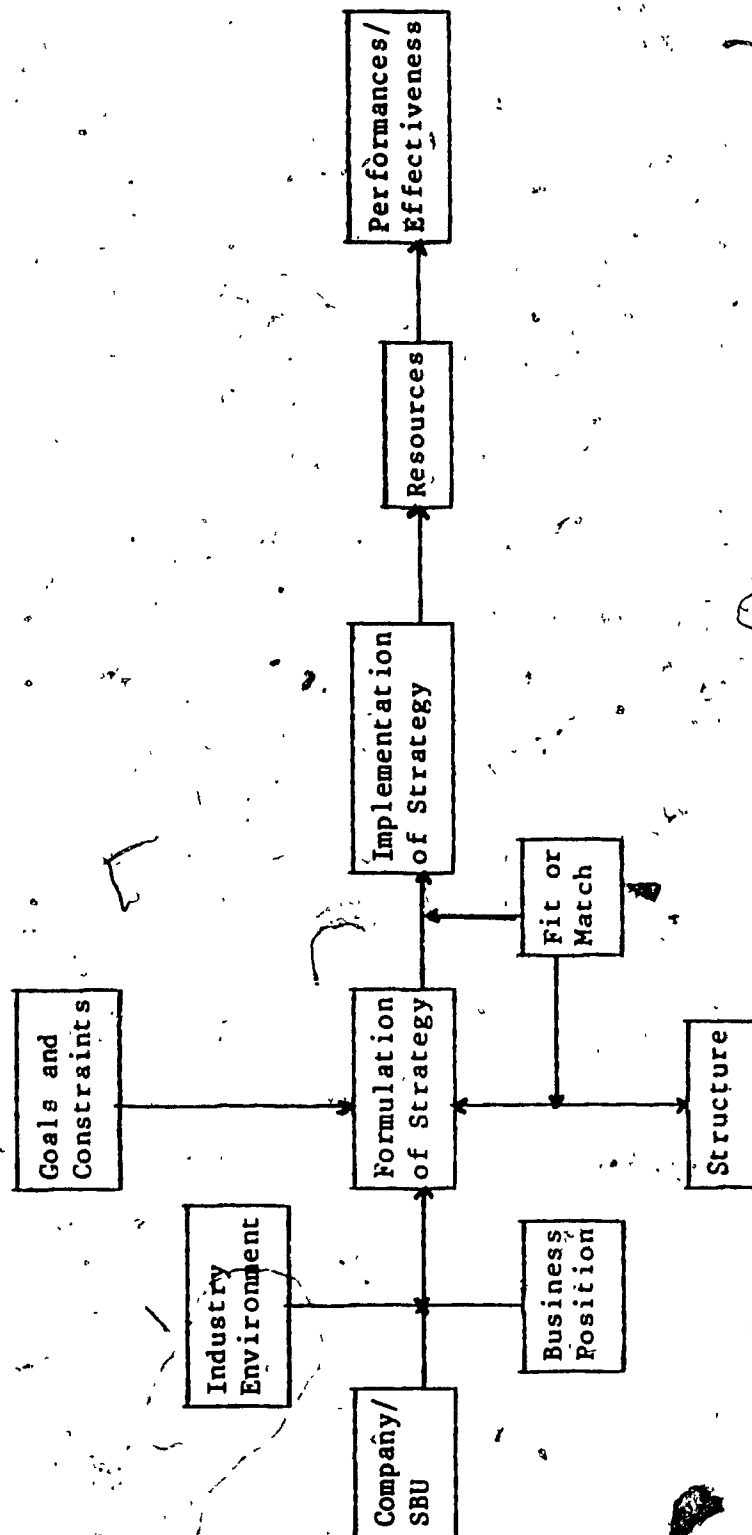 Company/
SBU
Industry
Environment
Business
Position
Goals and
Constraints
Formulation
of Strategy
Structure
Fit or
Match
Implementation
of Strategy
Resources
Performances/
Effectiveness